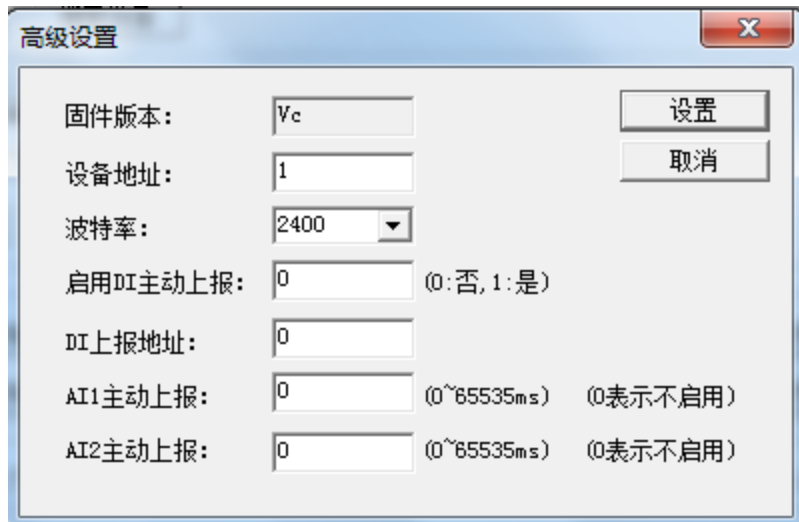 高级设置
固件版本： Vc 设置
设备地址： 1 取消
波特率： 2400
启用DI主动上报： 0 (0:否,1:是)
DI上报地址： 0
AI1主动上报： 0 (0~65535ms) (0表示不启用)
AI2主动上报： 0 (0~65535ms) (0表示不启用)